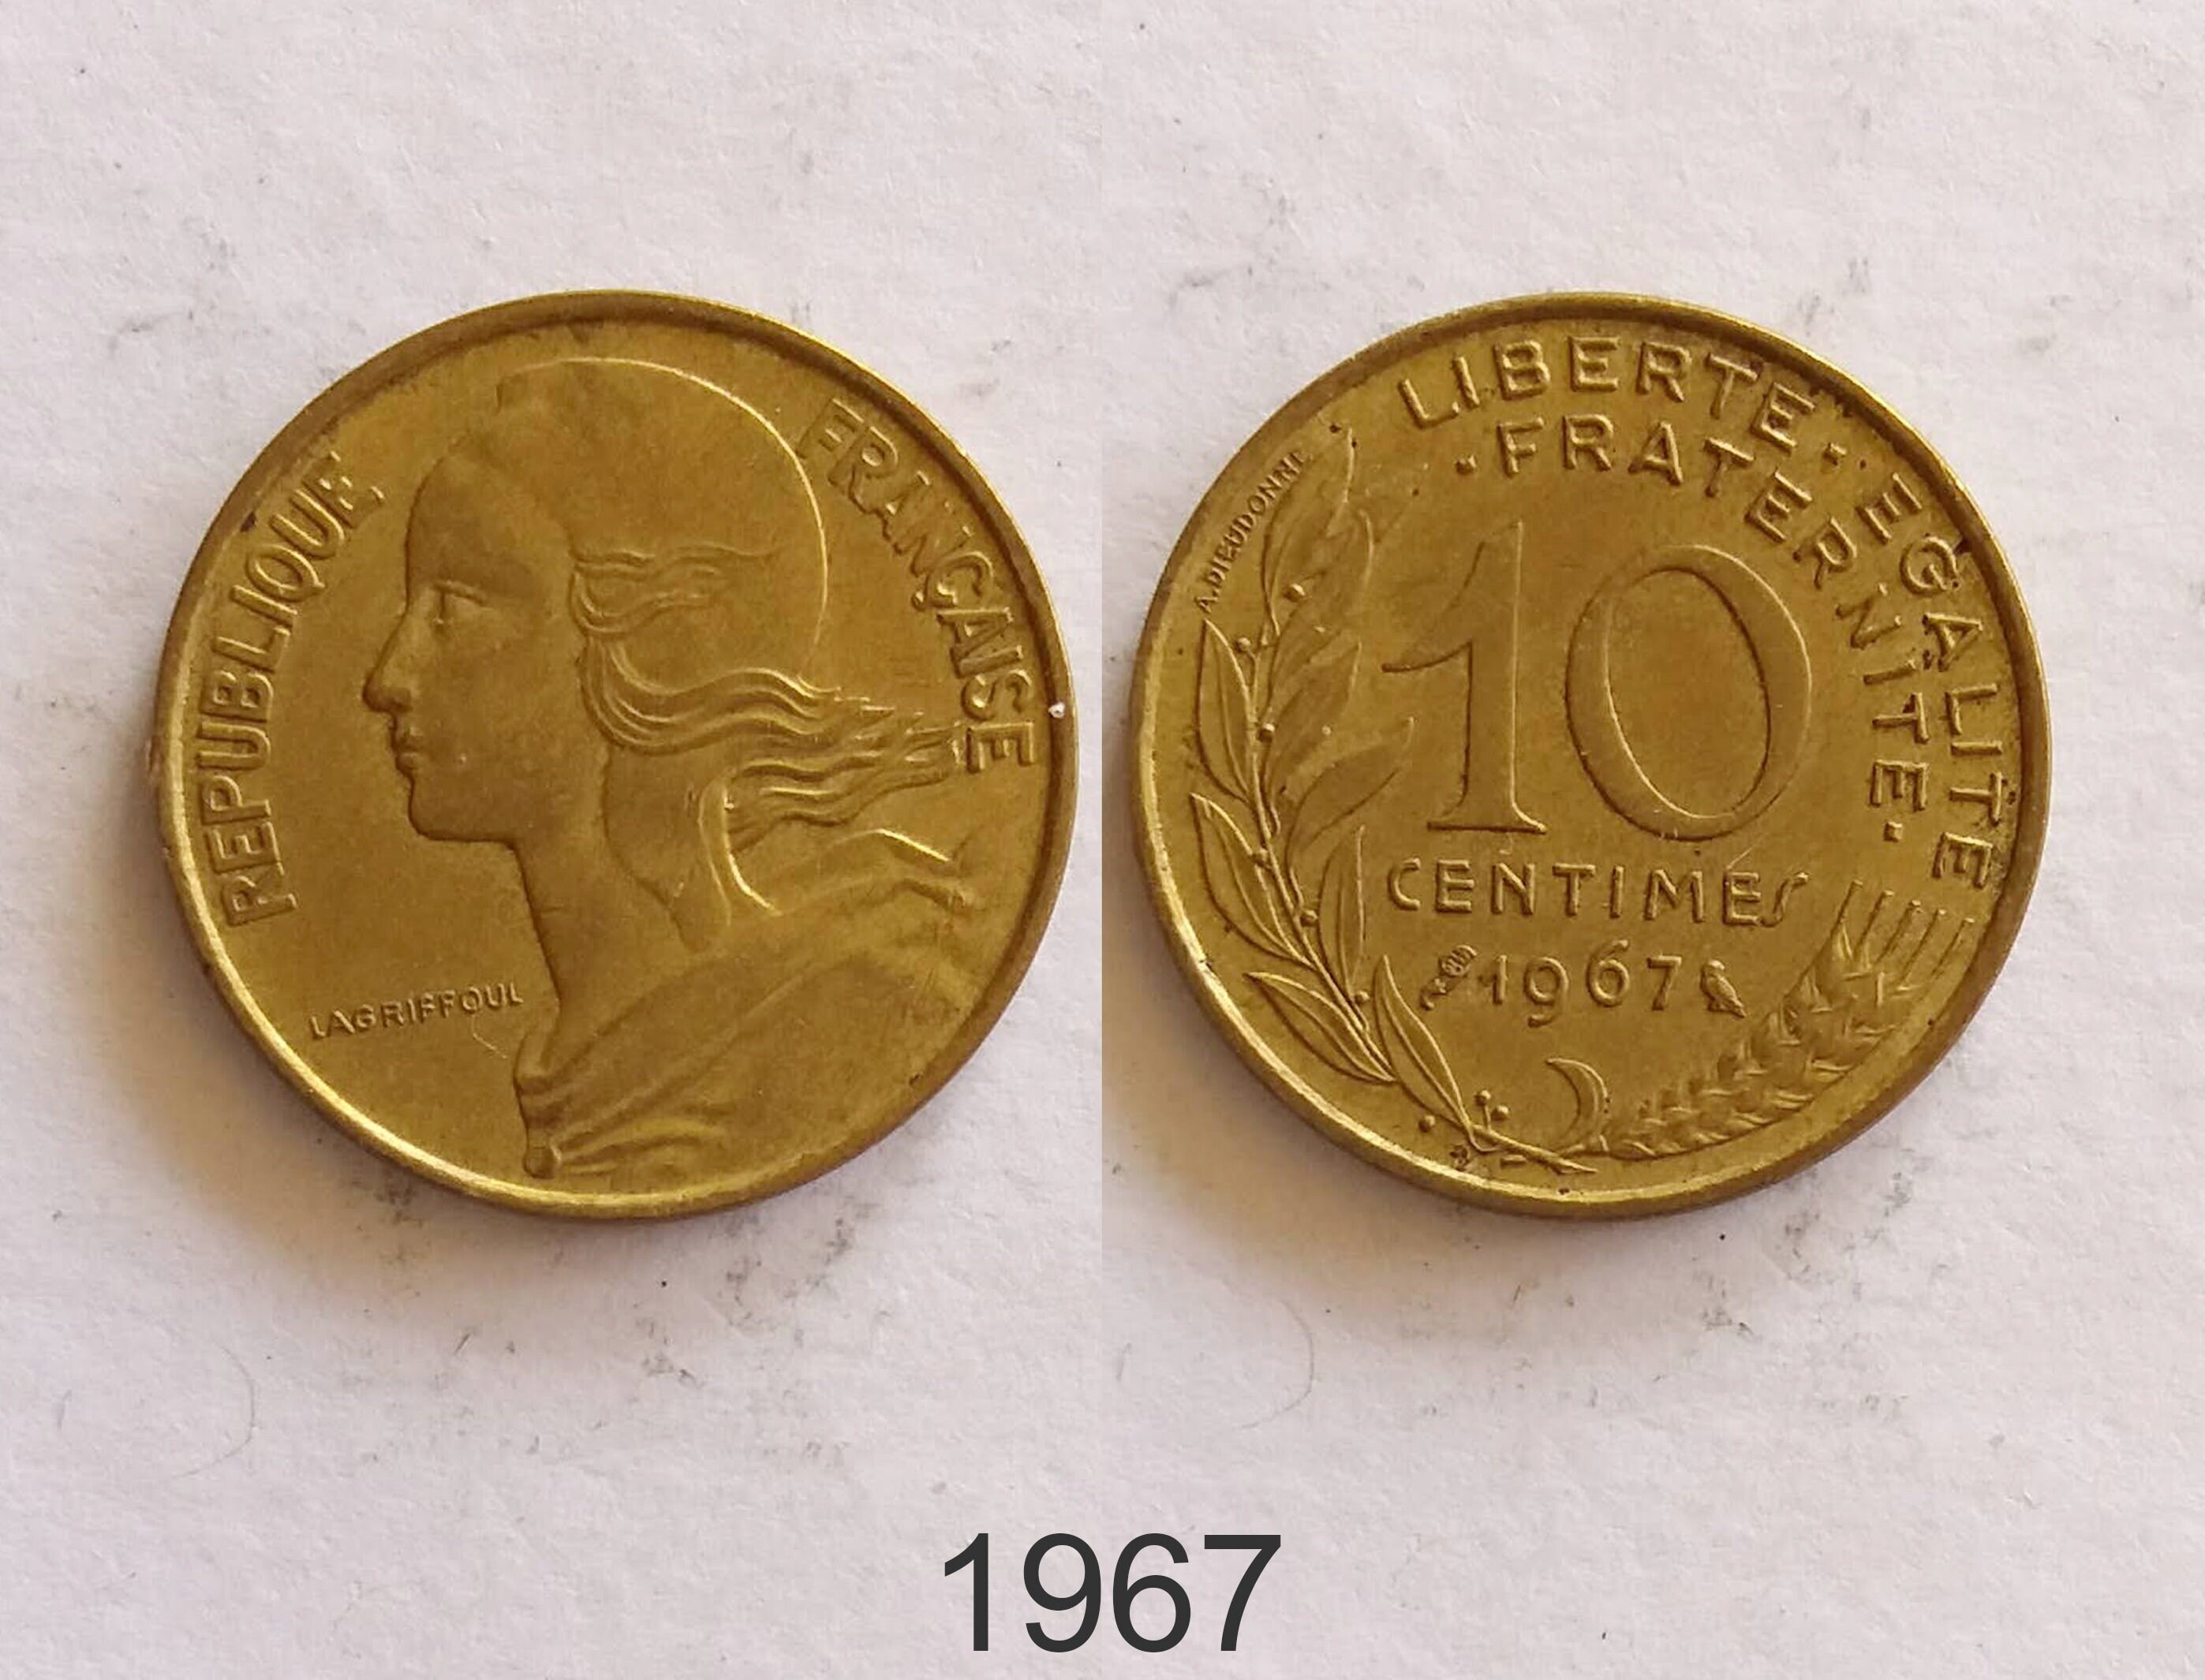 REPUBLIQUE FRANÇAISE
LAGRIFFOUL
A.DIEUDONNE
LIBERTE · EGALITE
·FRATERNITE·
10
CENTIMES
1967
1967